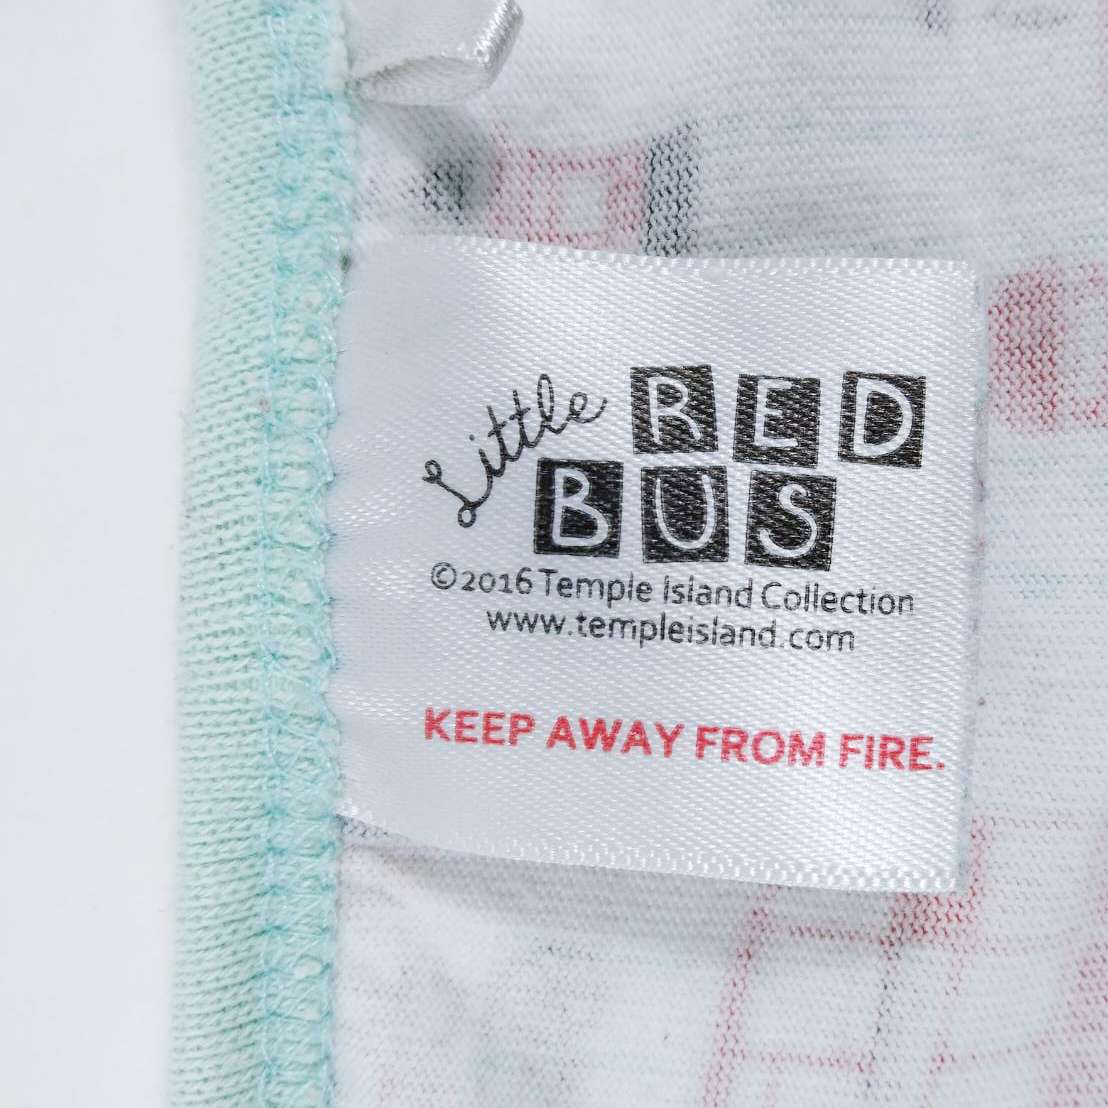 Little RED
BUS
©2016 Temple Island Collection
www.templeisland.com
KEEP AWAY FROM FIRE.